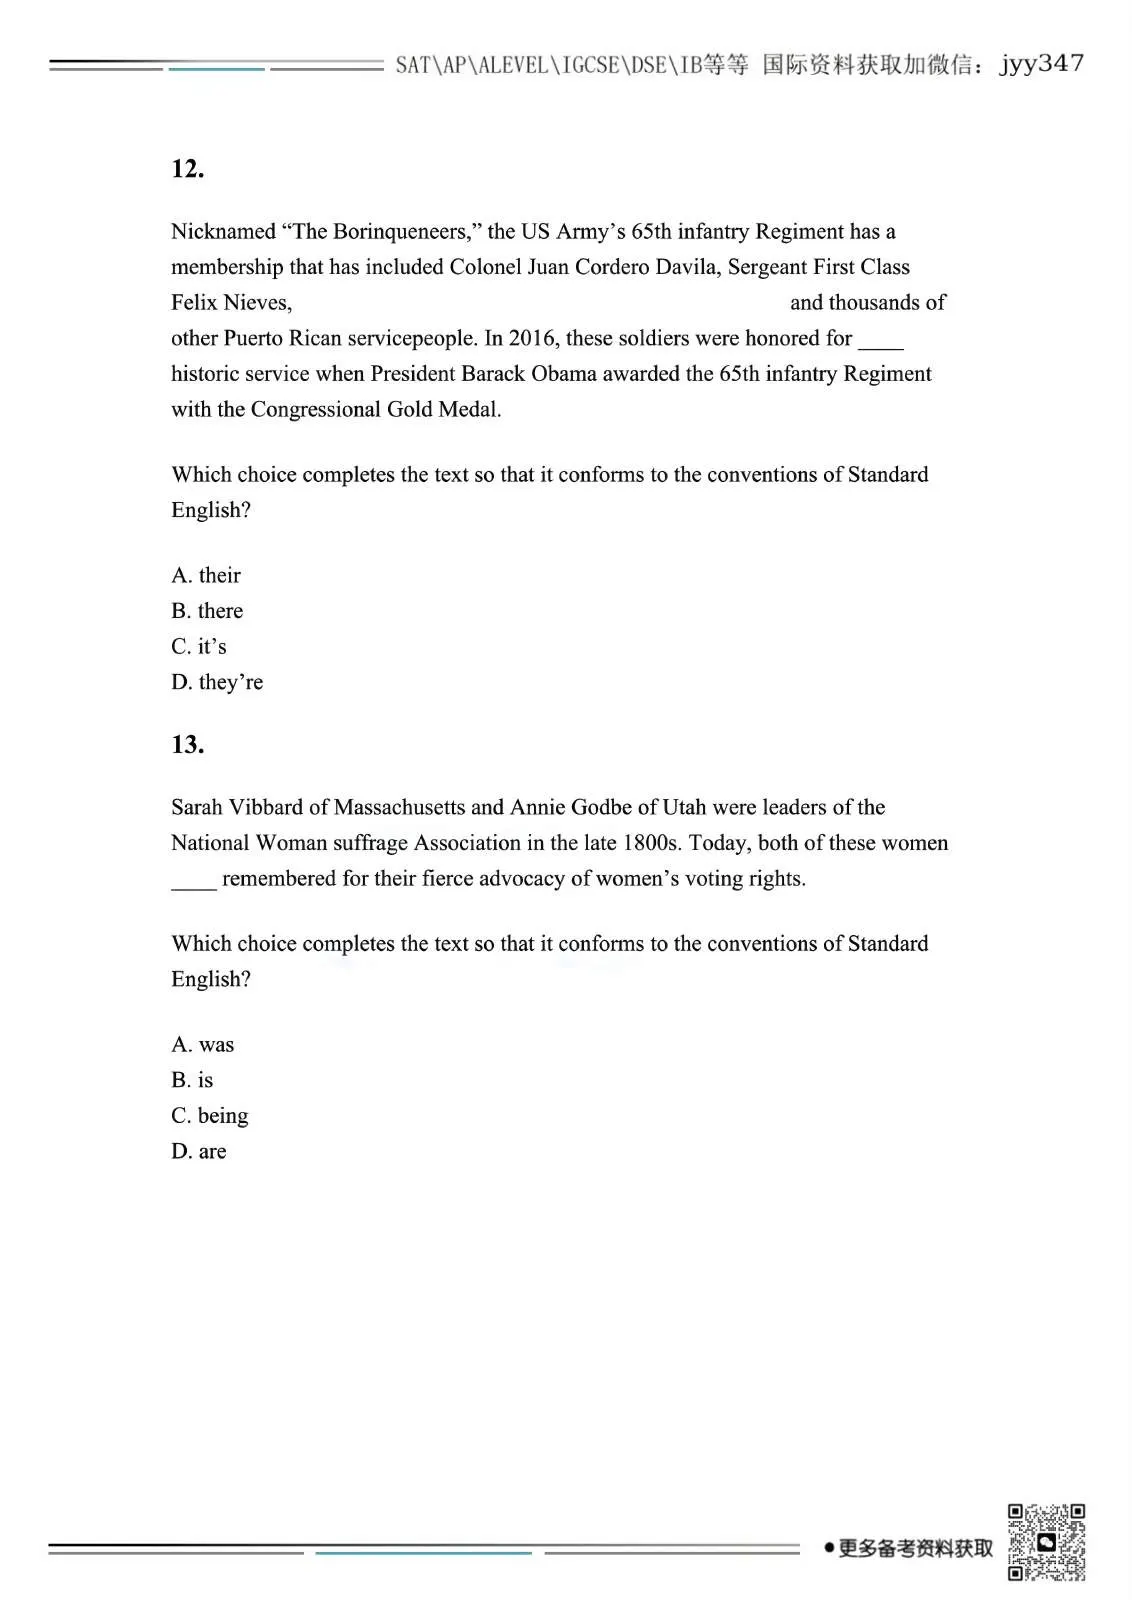 SAT\AP\ALEVEL\IGCSE\DSE\IB等等 国际资料获取加微信： jyy347
12.
Nicknamed “The Borinqueneers,” the US Army’s 65th infantry Regiment has a
membership that has included Colonel Juan Cordero Davila, Sergeant First Class
Felix Nieves, and thousands of
other Puerto Rican servicepeople. In 2016, these soldiers were honored for ____
historic service when President Barack Obama awarded the 65th infantry Regiment
with the Congressional Gold Medal.
Which choice completes the text so that it conforms to the conventions of Standard
English?
A. their
B. there
C. it’s
D. they’re
13.
Sarah Vibbard of Massachusetts and Annie Godbe of Utah were leaders of the
National Woman suffrage Association in the late 1800s. Today, both of these women
____ remembered for their fierce advocacy of women’s voting rights.
Which choice completes the text so that it conforms to the conventions of Standard
English?
A. was
B. is
C. being
D. are
●更多备考资料获取